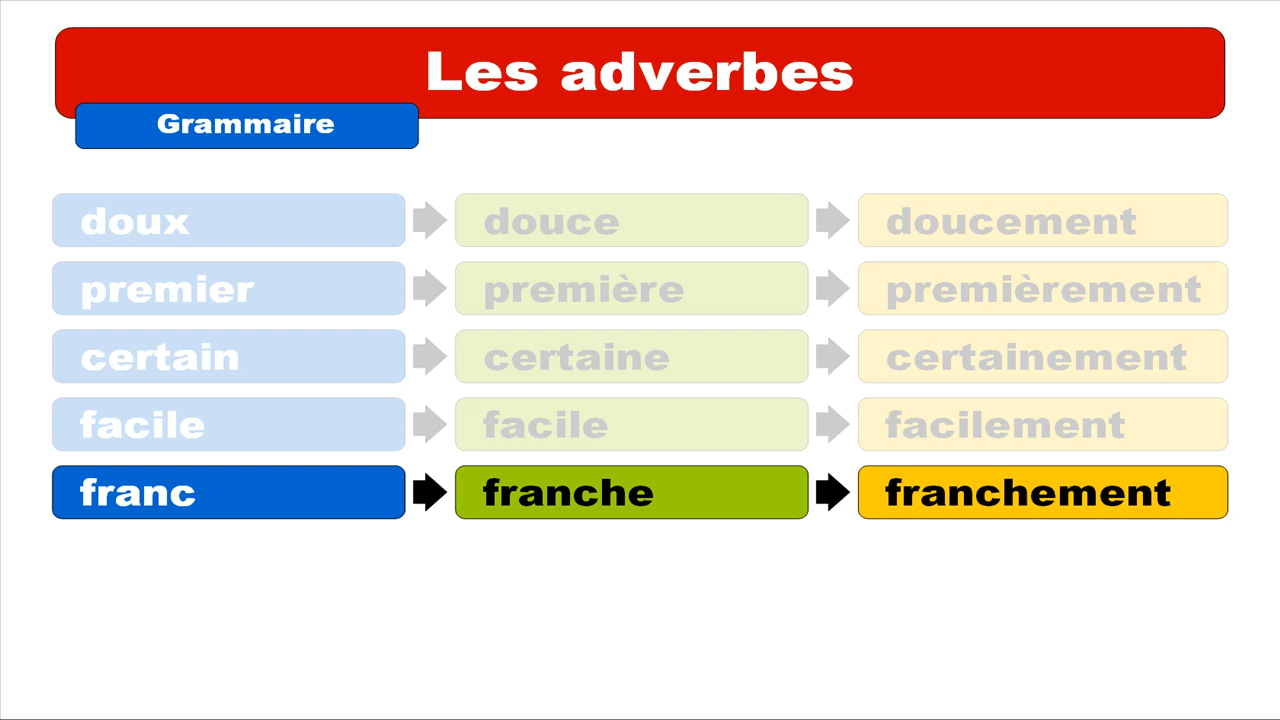 Les adverbes
Grammaire
doux douce doucement
premier première premièrement
certain certaine certainement
facile facile facilement
franc franche franchement